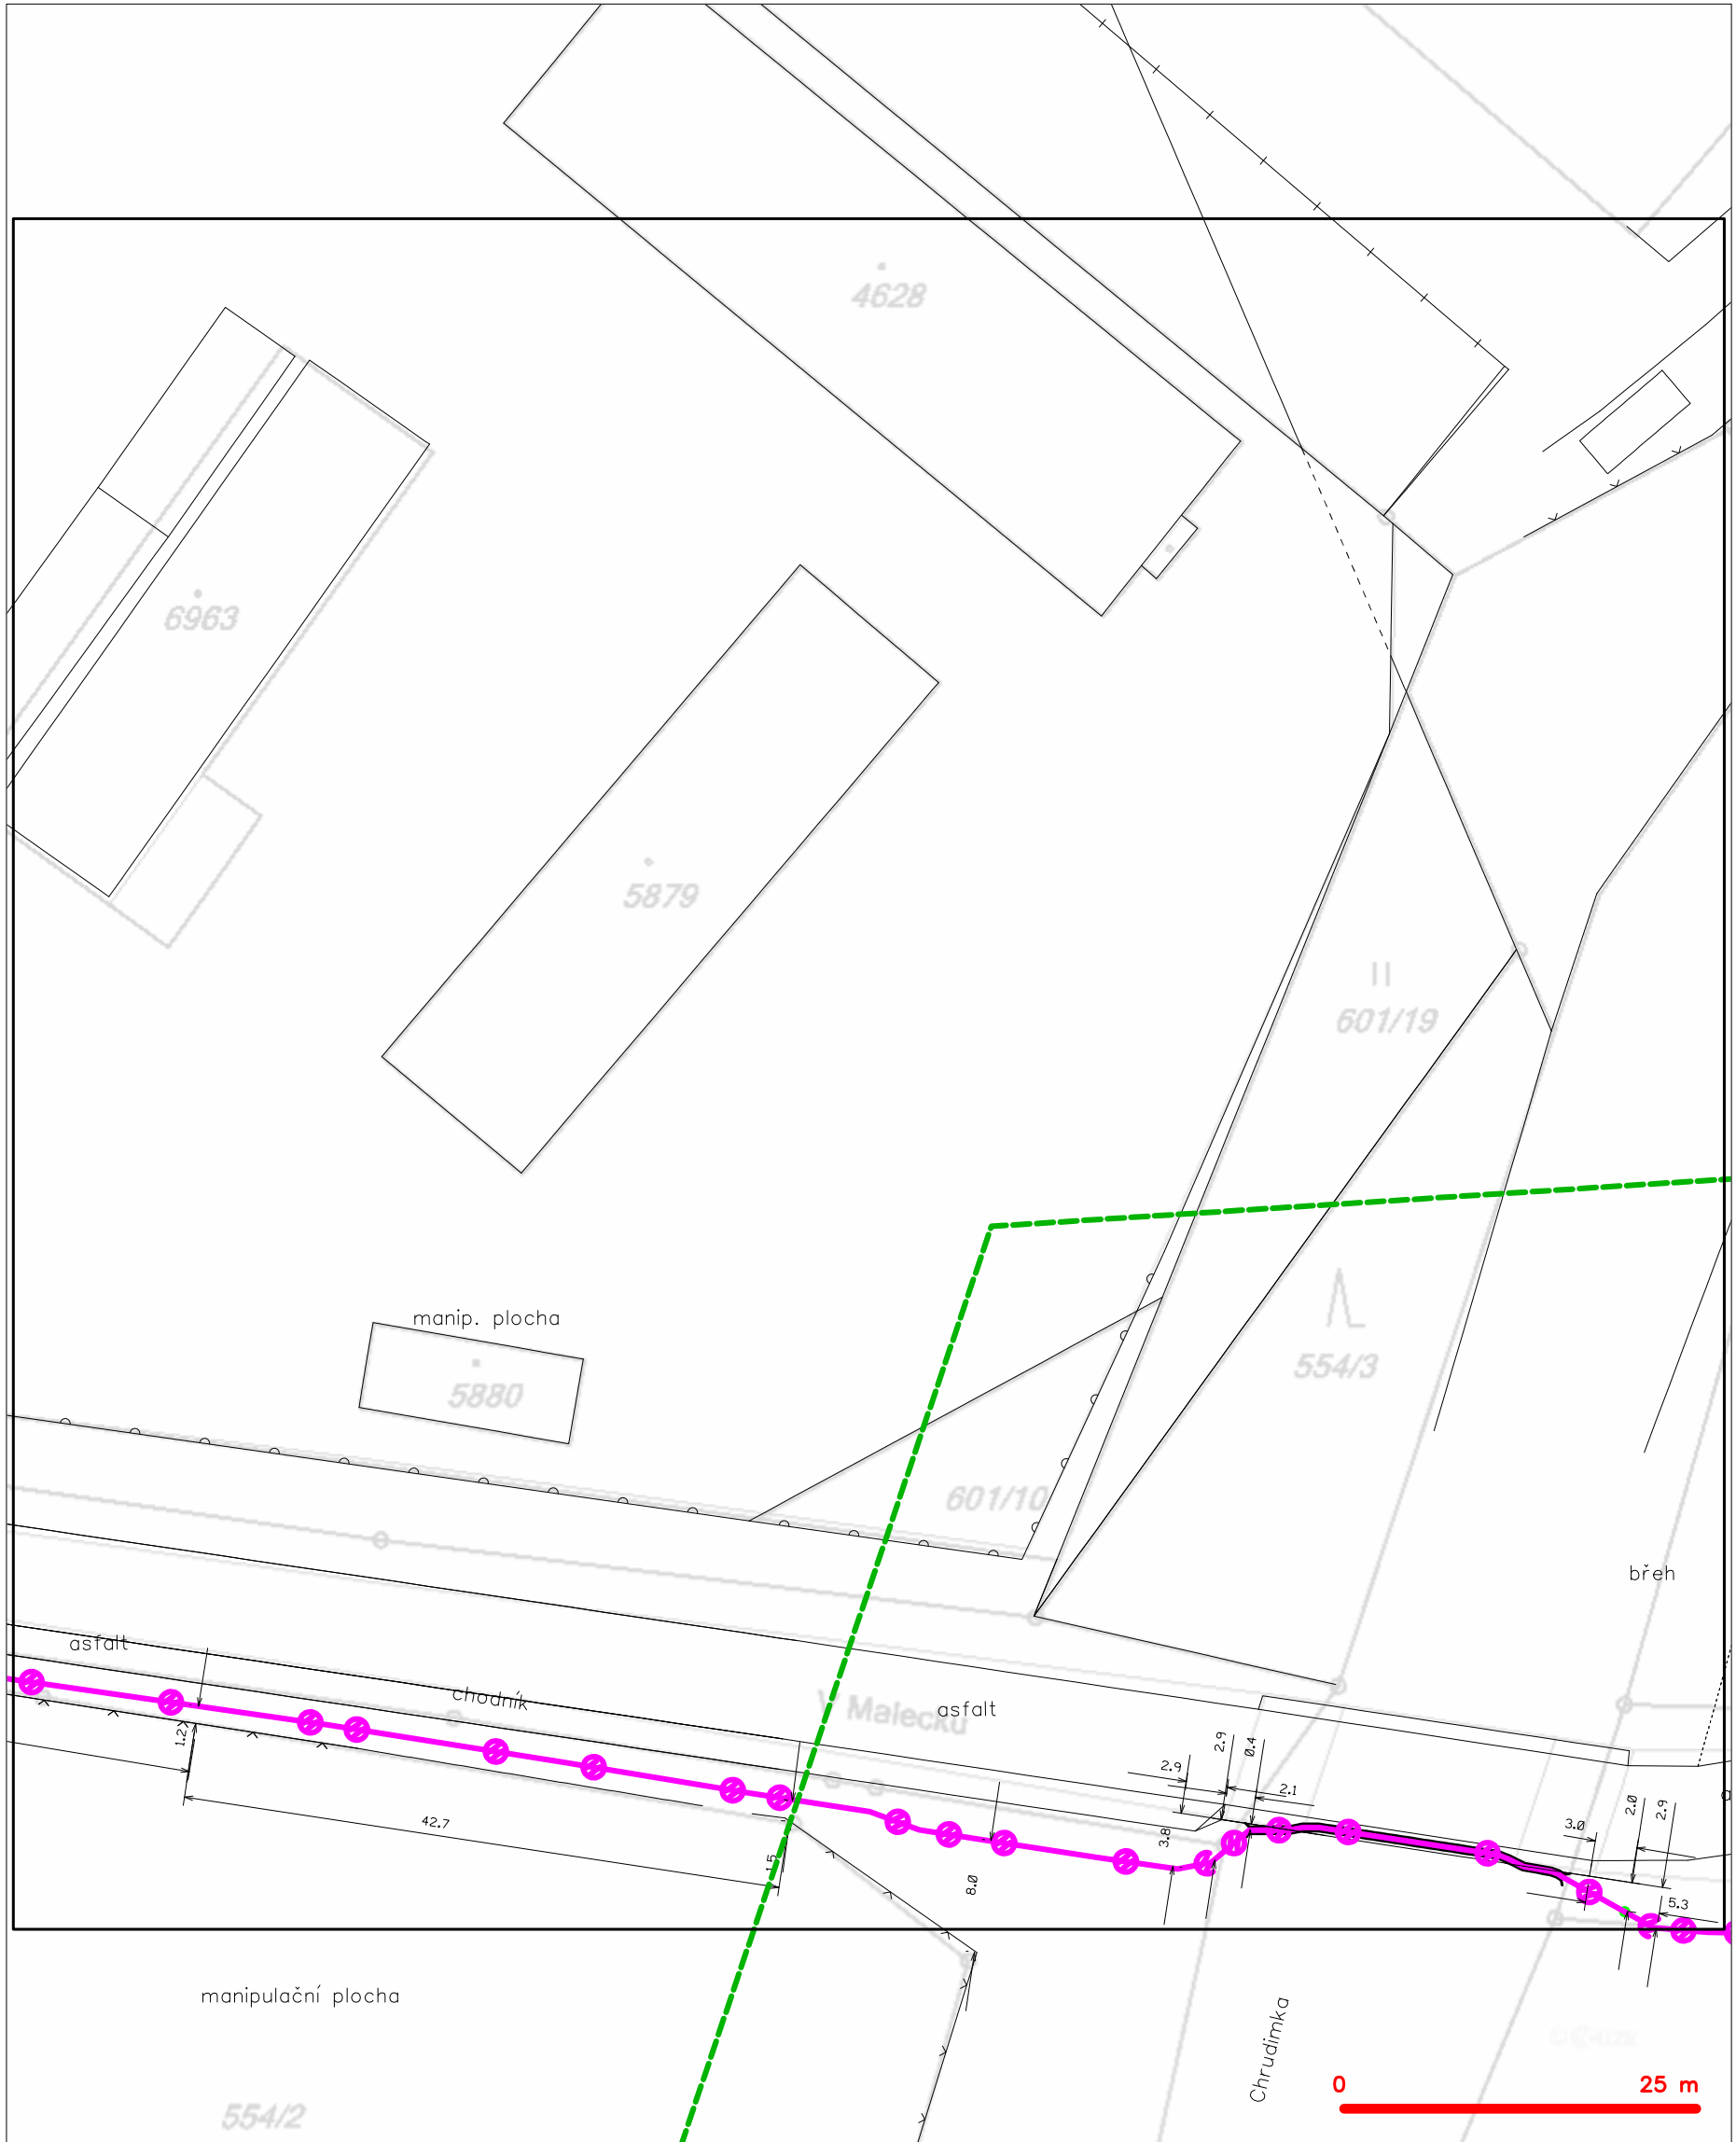 4628
6963
5879
601/19
manip. plocha
5880
554/3
601/10
břeh
asfalt
chodník
V Malecku
asfalt
1.2
42.7
1.5
8.0
3.8
2.9
2.9
0.4
2.1
3.0
2.0
2.9
5.3
manipulační plocha
Chrudimka
554/2
0 25 m